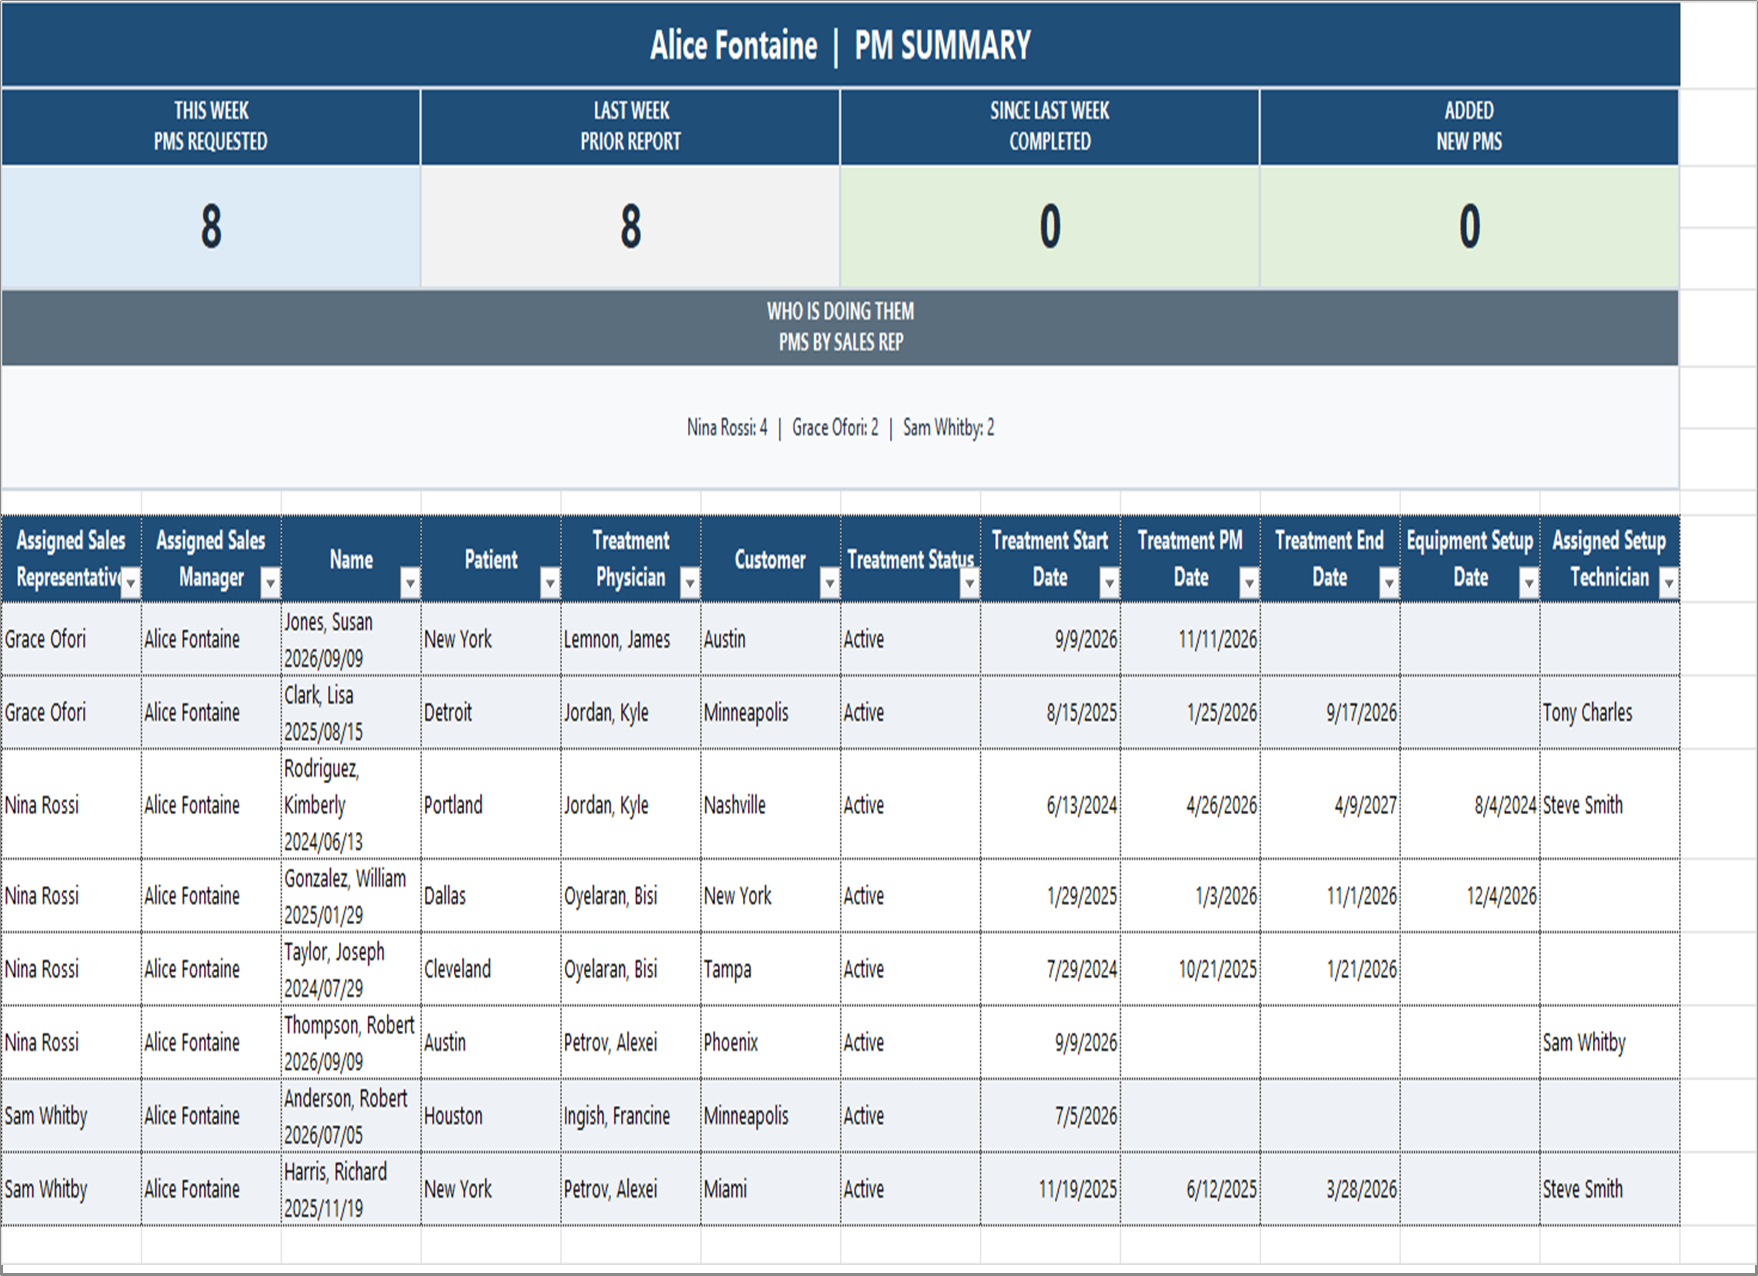 Alice Fontaine | PM SUMMARY
THIS WEEK
PMS REQUESTED
LAST WEEK
PRIOR REPORT
SINCE LAST WEEK
COMPLETED
ADDED
NEW PMS
8
8
0
0
WHO IS DOING THEM
PMS BY SALES REP
Nina Rossi: 4 | Grace Ofori: 2 | Sam Whitby: 2
Assigned Sales
Representative
Assigned Sales
Manager
Name
Patient
Treatment
Physician
Customer
Treatment Status
Treatment Start
Date
Treatment PM
Date
Treatment End
Date
Equipment Setup
Date
Assigned Setup
Technician
Grace Ofori
Alice Fontaine
Jones, Susan
2026/09/09
New York
Lemnon, James
Austin
Active
9/9/2026
11/11/2026
Grace Ofori
Alice Fontaine
Clark, Lisa
2025/08/15
Detroit
Jordan, Kyle
Minneapolis
Active
8/15/2025
1/25/2026
9/17/2026
Tony Charles
Nina Rossi
Alice Fontaine
Rodriguez,
Kimberly
2024/06/13
Portland
Jordan, Kyle
Nashville
Active
6/13/2024
4/26/2026
4/9/2027
8/4/2024
Steve Smith
Nina Rossi
Alice Fontaine
Gonzalez, William
2025/01/29
Dallas
Oyelaran, Bisi
New York
Active
1/29/2025
1/3/2026
11/1/2026
12/4/2026
Nina Rossi
Alice Fontaine
Taylor, Joseph
2024/07/29
Cleveland
Oyelaran, Bisi
Tampa
Active
7/29/2024
10/21/2025
1/21/2026
Nina Rossi
Alice Fontaine
Thompson, Robert
2026/09/09
Austin
Petrov, Alexei
Phoenix
Active
9/9/2026
Sam Whitby
Sam Whitby
Alice Fontaine
Anderson, Robert
2026/07/05
Houston
Ingish, Francine
Minneapolis
Active
7/5/2026
Sam Whitby
Alice Fontaine
Harris, Richard
2025/11/19
New York
Petrov, Alexei
Miami
Active
11/19/2025
6/12/2025
3/28/2026
Steve Smith